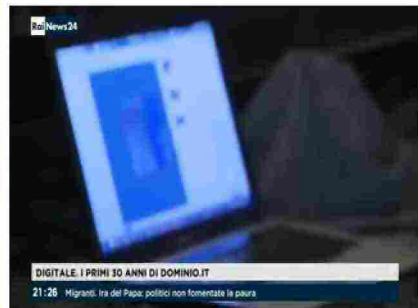 Rai News24
DIGITALE. I PRIMI 30 ANNI DI DOMINIO.IT
21:26 Migranti. Ira del Papa: politici non fomentate la paura